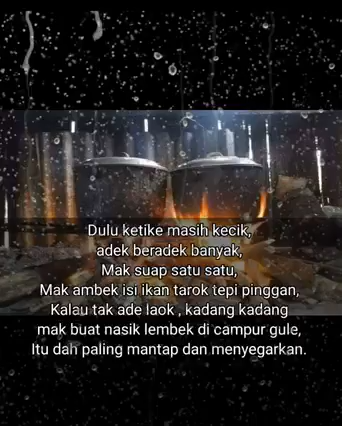 Dulu ketike masih kecik,
adek beradek banyak,
Mak suap satu satu,
Mak ambek isi ikan tarok tepi pinggan,
Kalau tak ade laok , kadang kadang
mak buat nasik lembek di campur gule,
Itu dah paling mantap dan menyegarkan.